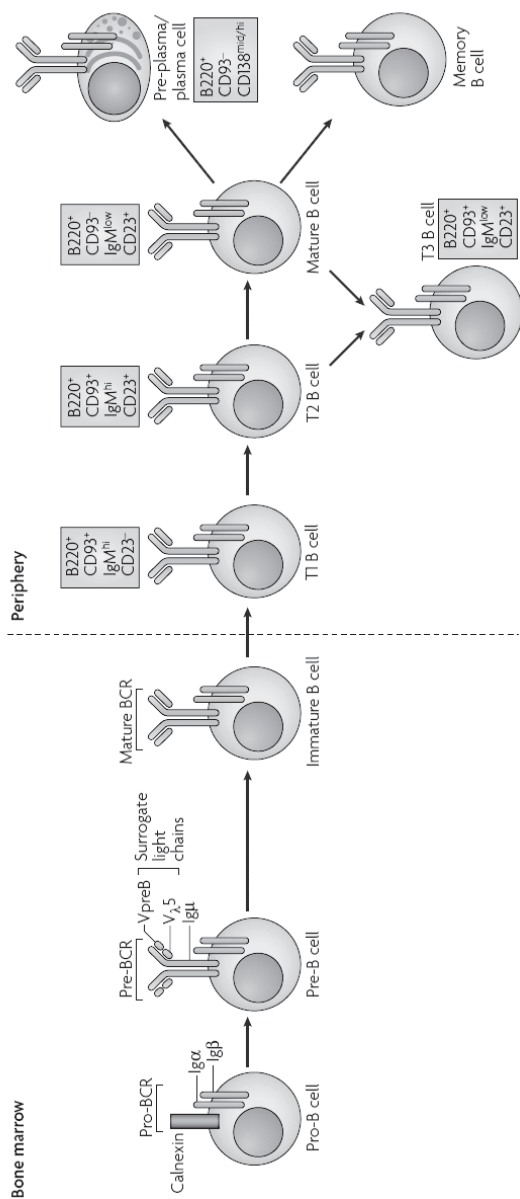 Bone marrow
Periphery
Pro-BCR
Calnexin
Igα
Igβ
Pro-B cell
Pre-BCR
VpreB
Vλ5
Igμ
Surrogate
light
chains
Pre-B cell
Mature BCR
Immature B cell
B220⁺
CD93⁺
IgMʰⁱ
CD23⁻
T1 B cell
B220⁺
CD93⁺
IgMʰⁱ
CD23⁺
T2 B cell
B220⁺
CD93⁻
IgMˡᵒʷ
CD23⁺
Mature B cell
T3 B cell
B220⁺
CD93⁺
IgMˡᵒʷ
CD23⁺
Pre-plasma/
plasma cell
B220⁺
CD93⁻
CD138ᵐⁱᵈ/ʰⁱ
Memory
B cell